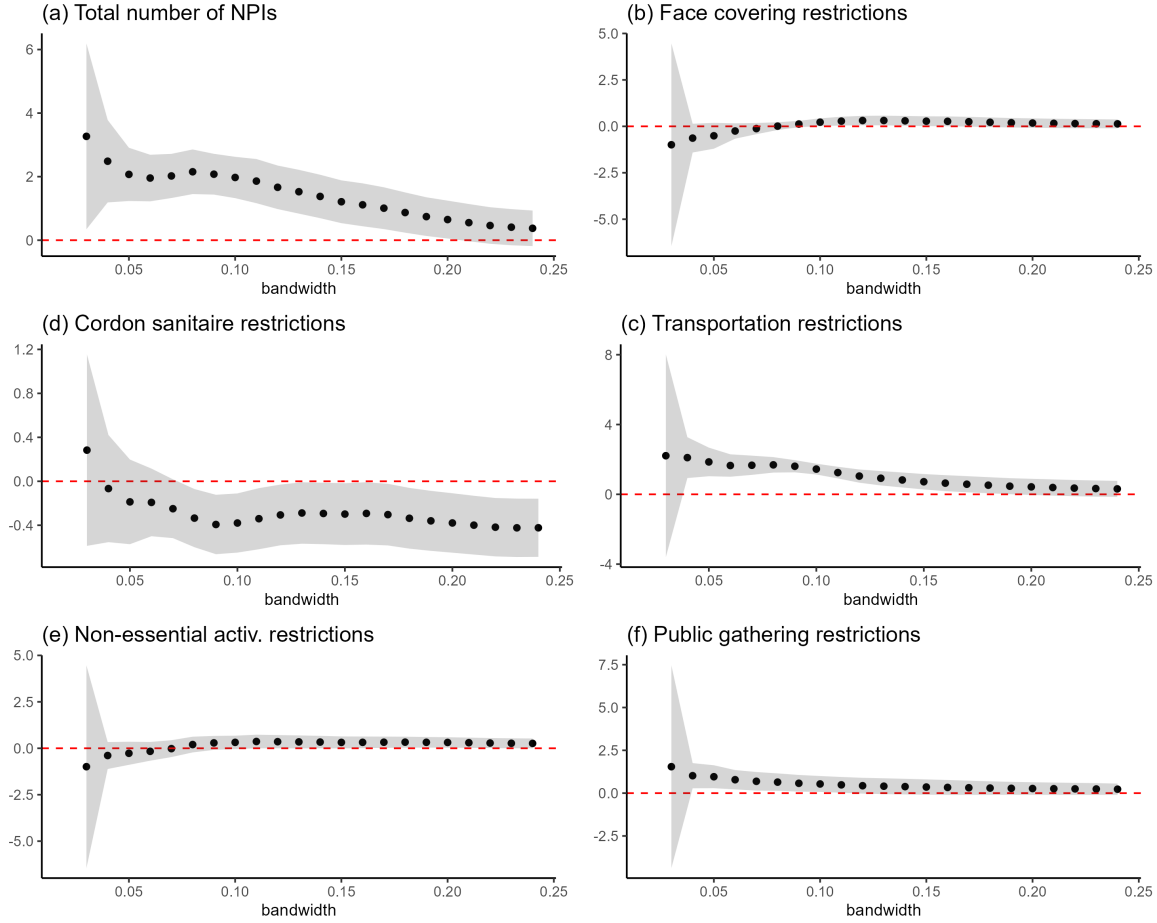 (a) Total number of NPIs
6
4
2
0
0.05 0.10 0.15 0.20 0.25
bandwidth
(b) Face covering restrictions
5.0
2.5
0.0
-2.5
-5.0
0.05 0.10 0.15 0.20 0.25
bandwidth
(d) Cordon sanitaire restrictions
1.2
0.8
0.4
0.0
-0.4
0.05 0.10 0.15 0.20 0.25
bandwidth
(c) Transportation restrictions
8
4
0
-4
0.05 0.10 0.15 0.20 0.25
bandwidth
(e) Non-essential activ. restrictions
5.0
2.5
0.0
-2.5
-5.0
0.05 0.10 0.15 0.20 0.25
bandwidth
(f) Public gathering restrictions
7.5
5.0
2.5
0.0
-2.5
0.05 0.10 0.15 0.20 0.25
bandwidth